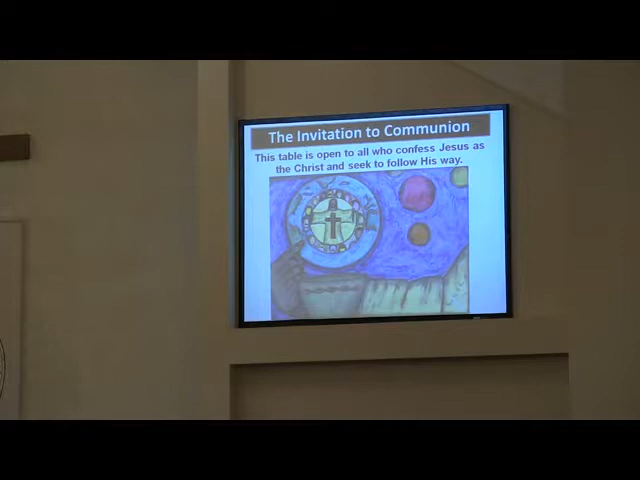 The Invitation to Communion
This table is open to all who confess Jesus as
the Christ and seek to follow His way.